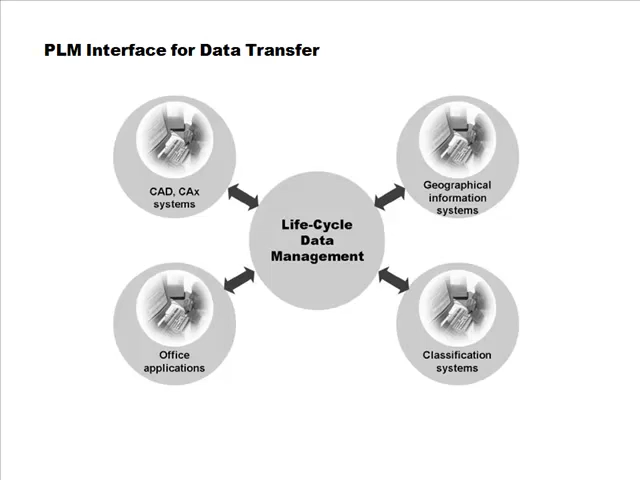 PLM Interface for Data Transfer
CAD, CAx
systems
Geographical
information
systems
Life-Cycle
Data
Management
Office
applications
Classification
systems